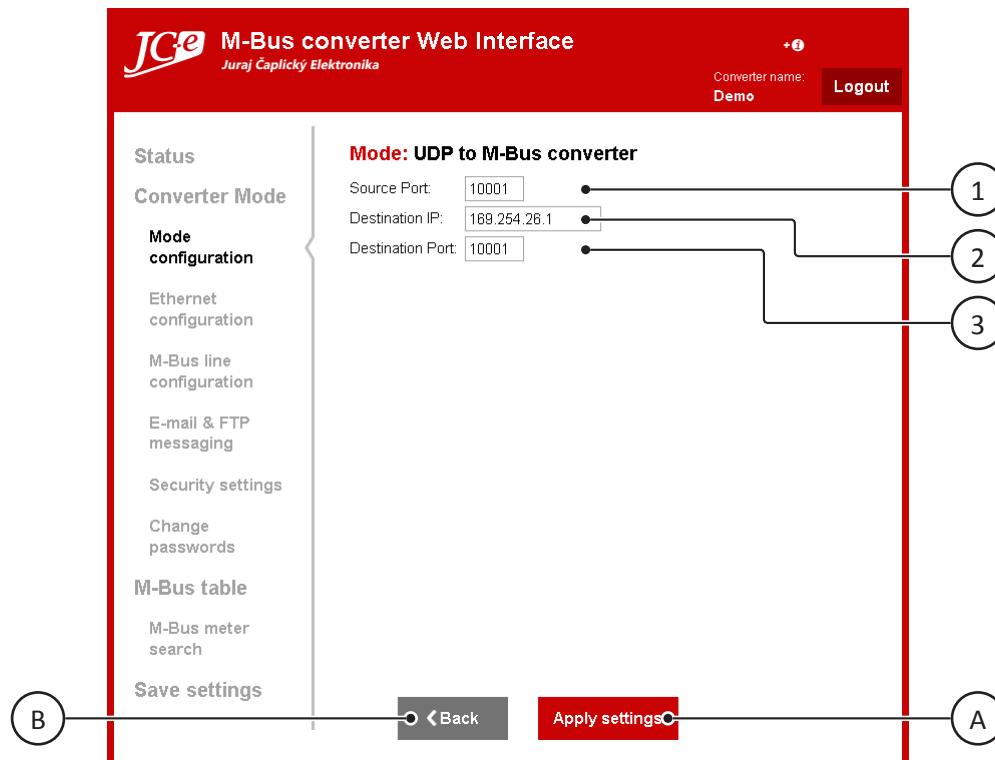 JC-e M-Bus converter Web Interface
Juraj Čaplický Elektronika
+i
Converter name:
Demo
Logout
Status
Converter Mode
Mode
configuration
Ethernet
configuration
M-Bus line
configuration
E-mail & FTP
messaging
Security settings
Change
passwords
M-Bus table
M-Bus meter
search
Save settings
Mode: UDP to M-Bus converter
Source Port: 10001
Destination IP: 169.254.26.1
Destination Port: 10001
1
2
3
B
Back
Apply settings
A